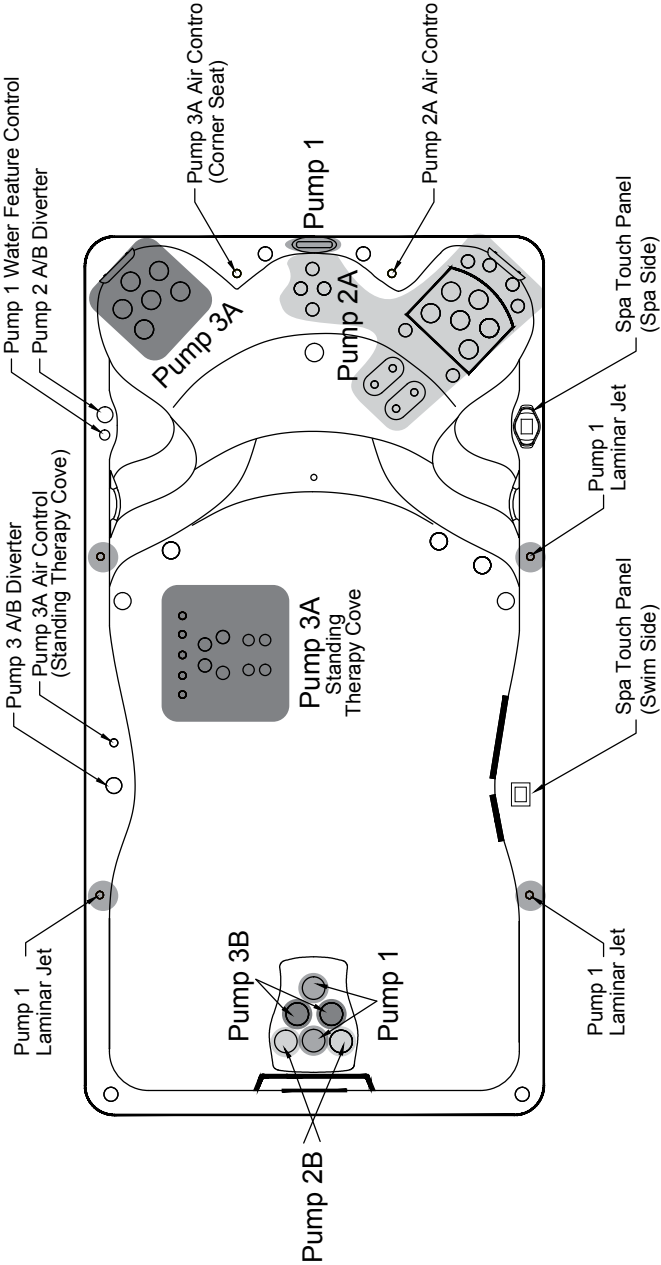 Pump 1
Laminar Jet
Pump 3 A/B Diverter
Pump 3A Air Control
(Standing Therapy Cove)
Pump 1 Water Feature Control
Pump 2 A/B Diverter
Pump 3A Air Contro
(Corner Seat)
Pump 3A
Pump 3B
Pump 2B
Pump 1
Pump 3A
Standing
Therapy Cove
Pump 1
Pump 2A
Pump 2A Air Contro
Pump 1
Laminar Jet
Spa Touch Panel
(Swim Side)
Pump 1
Laminar Jet
Spa Touch Panel
(Spa Side)